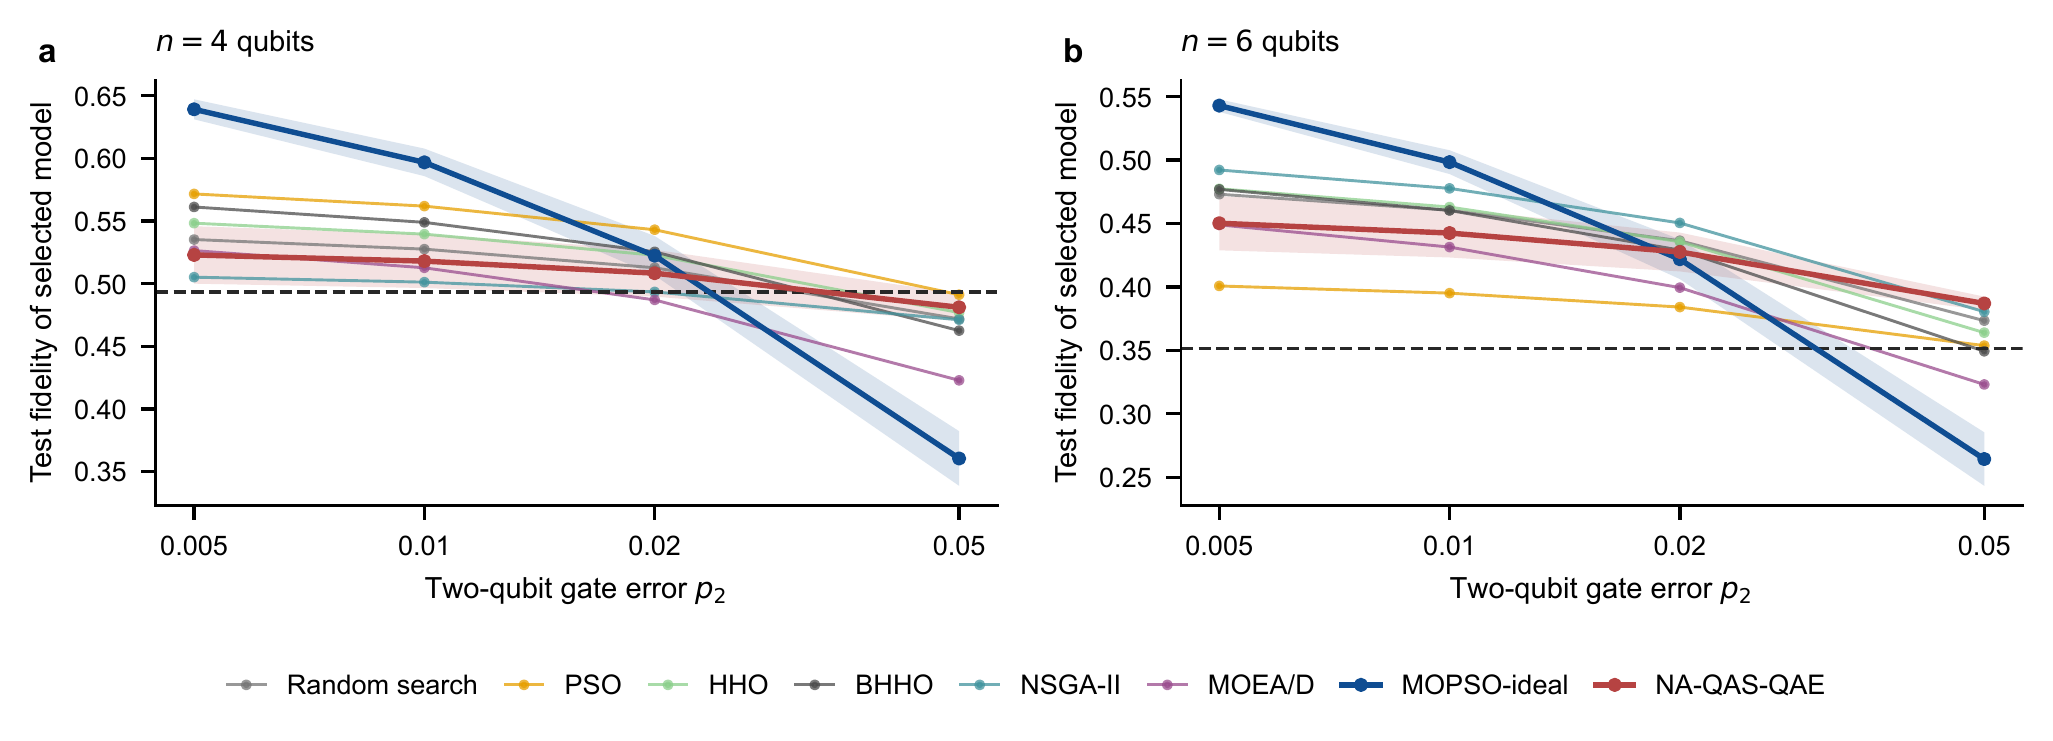 a
n = 4 qubits
Test fidelity of selected model
0.65
0.60
0.55
0.50
0.45
0.40
0.35
0.005 0.01 0.02 0.05
Two-qubit gate error p₂
b
n = 6 qubits
Test fidelity of selected model
0.55
0.50
0.45
0.40
0.35
0.30
0.25
0.005 0.01 0.02 0.05
Two-qubit gate error p₂
Random search PSO HHO BHHO NSGA-II MOEA/D MOPSO-ideal NA-QAS-QAE